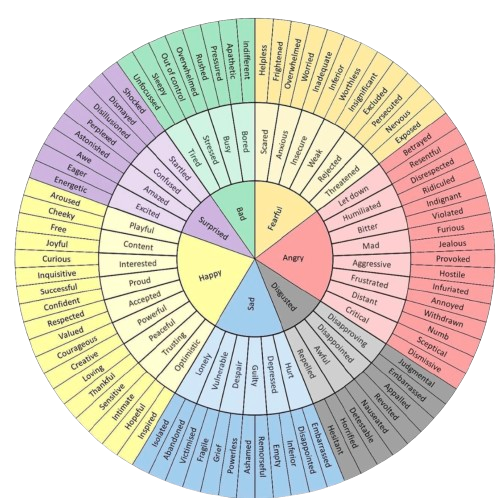 Fearful
Angry
Disgusted
Sad
Happy
Surprised
Bad
Scared
Anxious
Insecure
Weak
Rejected
Threatened
Let down
Humiliated
Bitter
Mad
Aggressive
Frustrated
Distant
Critical
Disapproving
Disappointed
Awful
Repelled
Hurt
Depressed
Guilty
Despair
Vulnerable
Lonely
Optimistic
Trusting
Peaceful
Powerful
Accepted
Proud
Interested
Content
Playful
Excited
Amazed
Confused
Startled
Tired
Stressed
Busy
Bored
Helpless
Frightened
Overwhelmed
Worried
Inadequate
Inferior
Worthless
Insignificant
Excluded
Persecuted
Nervous
Exposed
Betrayed
Resentful
Disrespected
Ridiculed
Indignant
Violated
Furious
Jealous
Provoked
Hostile
Infuriated
Annoyed
Withdrawn
Numb
Sceptical
Dismissive
Judgmental
Embarrassed
Appalled
Revolted
Nauseated
Detestable
Horrified
Hesitant
Embarrassed
Disappointed
Inferior
Empty
Remorseful
Ashamed
Powerless
Grief
Fragile
Victimised
Abandoned
Isolated
Inspired
Hopeful
Intimate
Sensitive
Thankful
Loving
Creative
Courageous
Valued
Respected
Confident
Successful
Inquisitive
Curious
Joyful
Free
Cheeky
Aroused
Energetic
Eager
Awe
Astonished
Perplexed
Disillusioned
Dismayed
Shocked
Unfocussed
Sleepy
Out of control
Overwhelmed
Rushed
Pressured
Apathetic
Indifferent